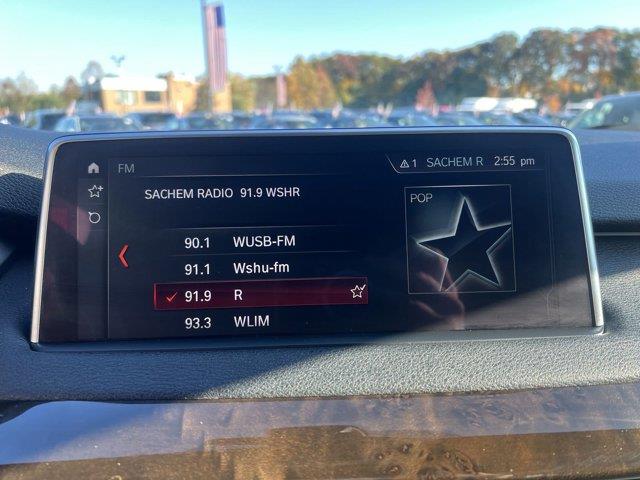 FM
1 SACHEM R 2:55 pm
SACHEM RADIO 91.9 WSHR
POP
90.1 WUSB-FM
91.1 Wshu-fm
91.9 R
93.3 WLIM